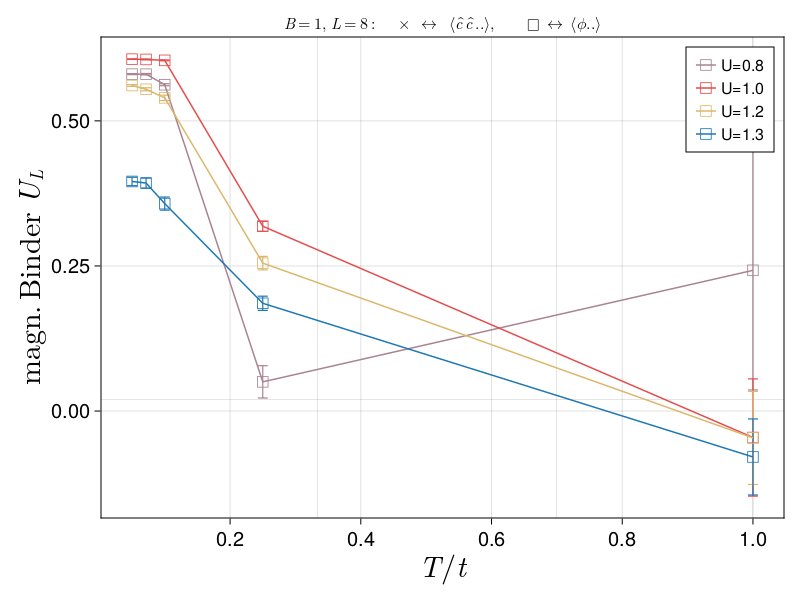 B = 1, L = 8 : × ↔ ⟨ĉ ĉ ..⟩, □ ↔ ⟨ϕ..⟩
U=0.8
U=1.0
U=1.2
U=1.3
0.50
0.25
0.00
magn. Binder U_L
0.2 0.4 0.6 0.8 1.0
T/t